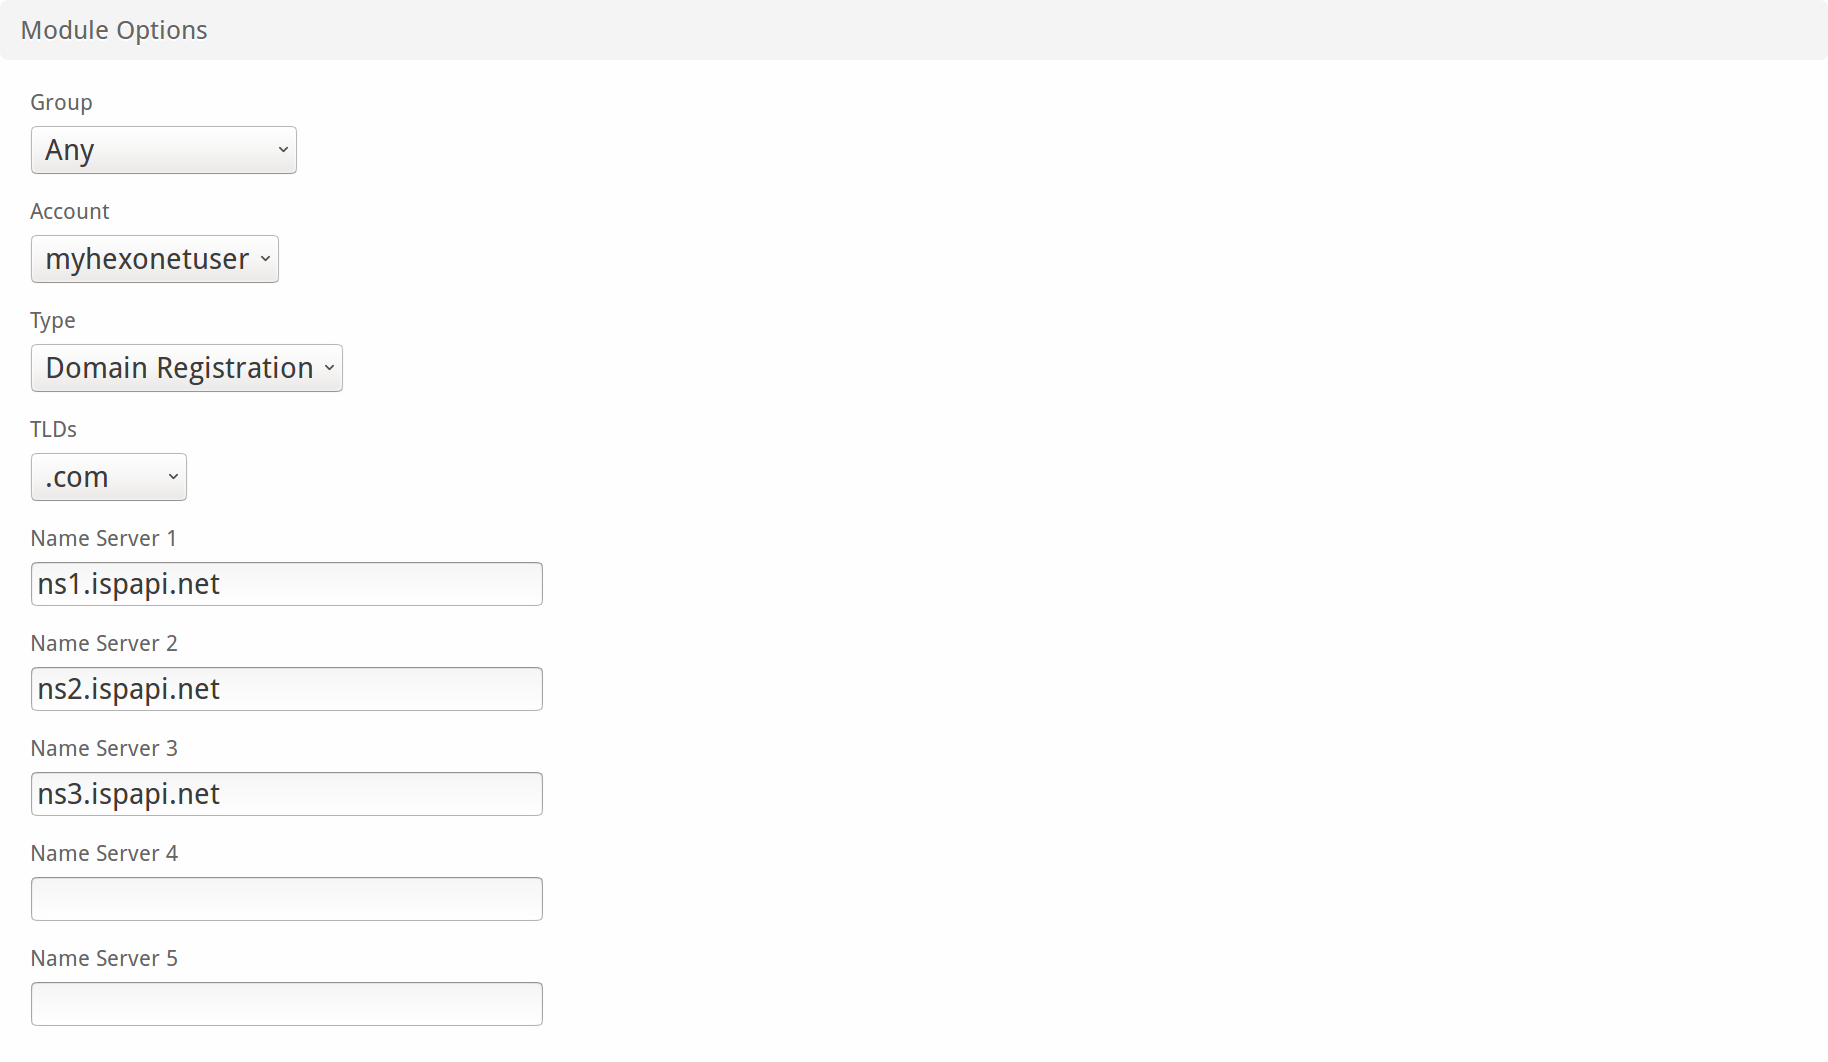 Module Options
Group
Any
Account
myhexonetuser
Type
Domain Registration
TLDs
.com
Name Server 1
ns1.ispapi.net
Name Server 2
ns2.ispapi.net
Name Server 3
ns3.ispapi.net
Name Server 4
Name Server 5